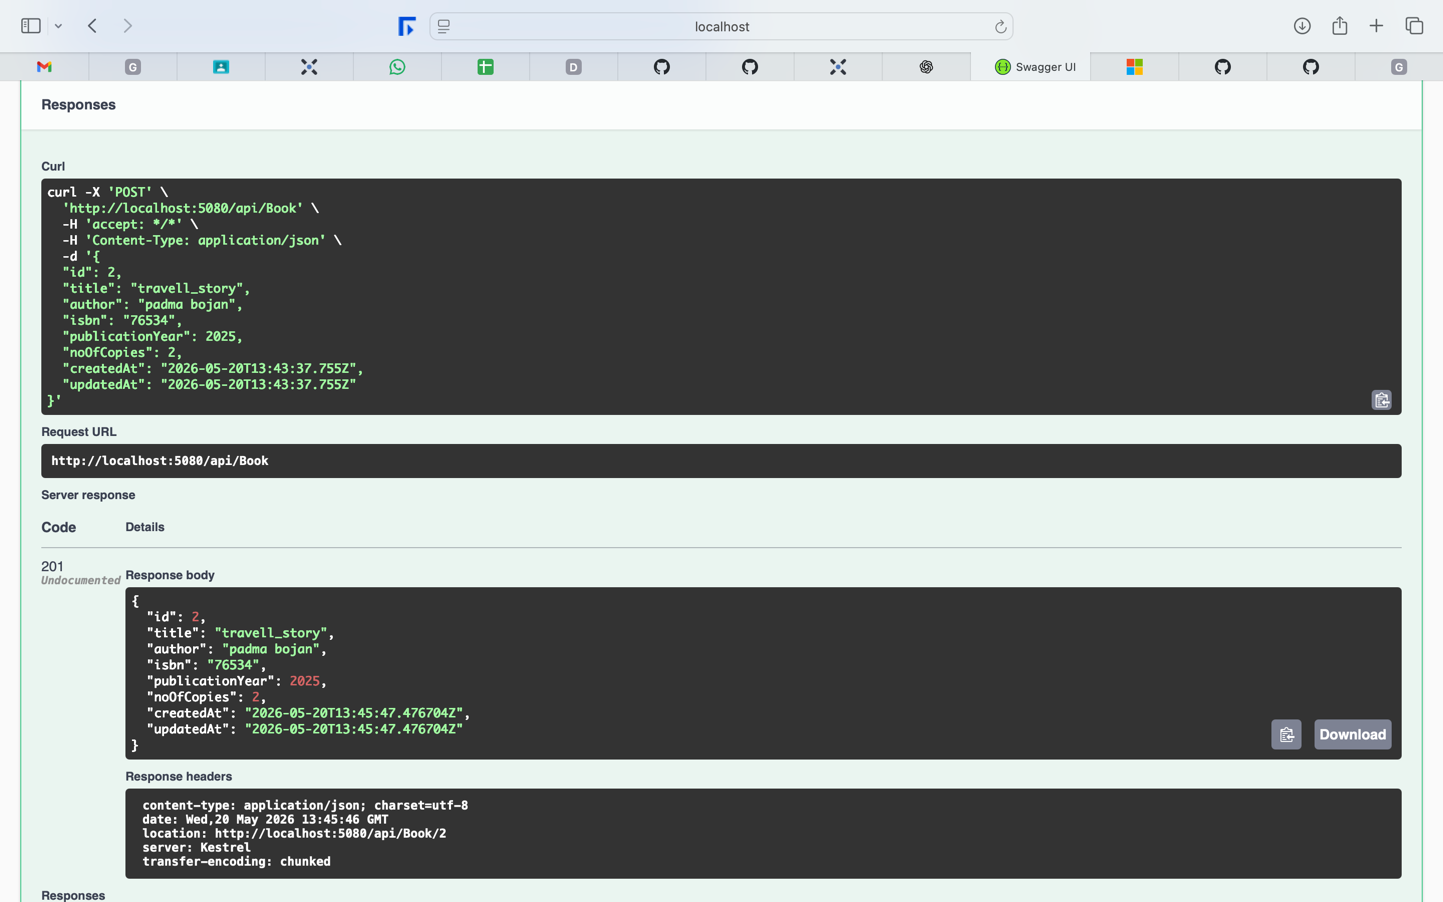 localhost
G
D
Swagger UI
G
Responses
Curl
curl -X 'POST' \
'http://localhost:5080/api/Book' \
-H 'accept: */*' \
-H 'Content-Type: application/json' \
-d '{
"id": 2,
"title": "travell_story",
"author": "padma bojan",
"isbn": "76534",
"publicationYear": 2025,
"noOfCopies": 2,
"createdAt": "2026-05-20T13:43:37.755Z",
"updatedAt": "2026-05-20T13:43:37.755Z"
}'
Request URL
http://localhost:5080/api/Book
Server response
Code Details
201
Undocumented
Response body
{
"id": 2,
"title": "travell_story",
"author": "padma bojan",
"isbn": "76534",
"publicationYear": 2025,
"noOfCopies": 2,
"createdAt": "2026-05-20T13:45:47.476704Z",
"updatedAt": "2026-05-20T13:45:47.476704Z"
}
Download
Response headers
content-type: application/json; charset=utf-8
date: Wed,20 May 2026 13:45:46 GMT
location: http://localhost:5080/api/Book/2
server: Kestrel
transfer-encoding: chunked
Responses